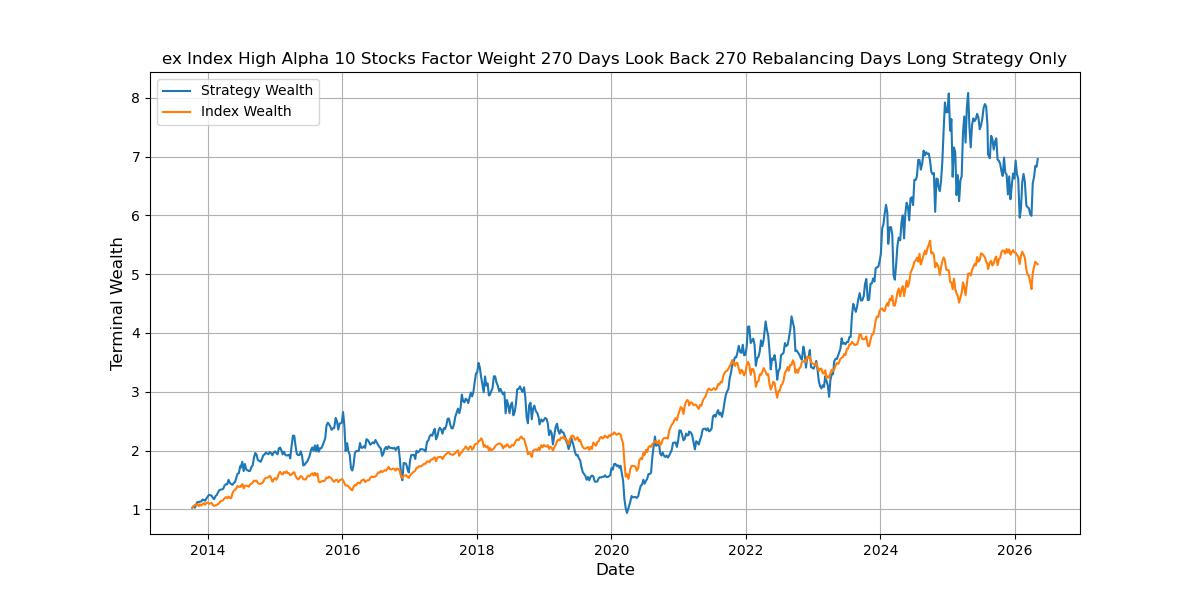 ex Index High Alpha 10 Stocks Factor Weight 270 Days Look Back 270 Rebalancing Days Long Strategy Only
Strategy Wealth
Index Wealth
8
7
6
5
4
3
2
1
Terminal Wealth
2014 2016 2018 2020 2022 2024 2026
Date